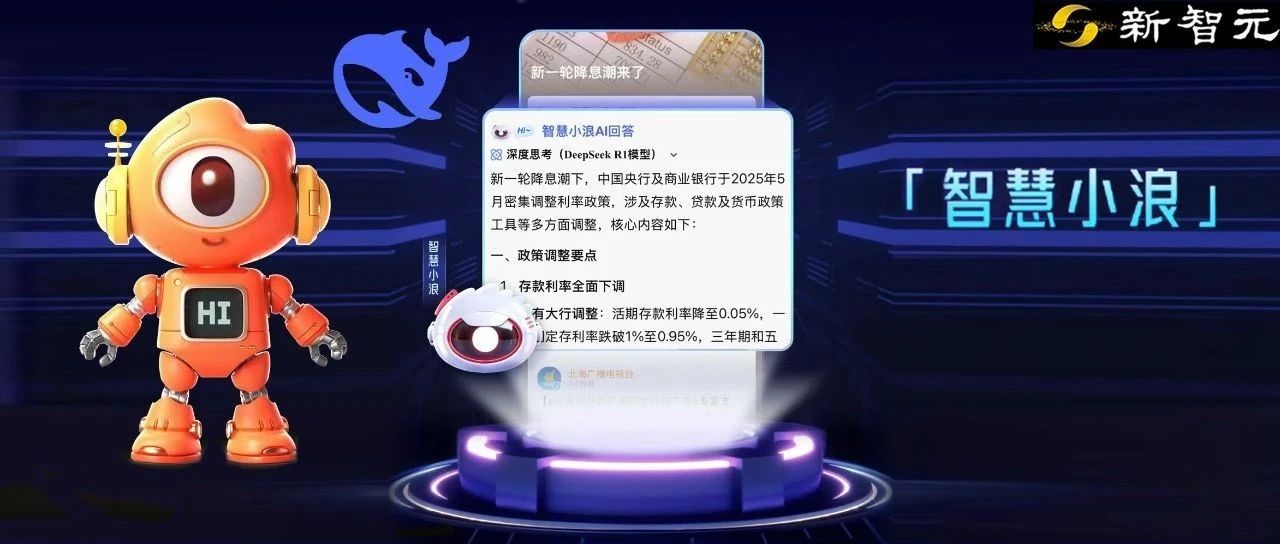 新智元
1190
834.28
982
status
新一轮降息潮来了
Hi~ 智慧小浪AI回答
深度思考（DeepSeek R1模型）
新一轮降息潮下，中国央行及商业银行于2025年5
月密集调整利率政策，涉及存款、贷款及货币政策
工具等多方面调整，核心内容如下：
一、政策调整要点
1. 存款利率全面下调
有大行调整：活期存款利率降至0.05%，一
定存利率跌破1%至0.95%，三年期和五
北海广播电视台
「智慧小浪」
智慧小浪
HI